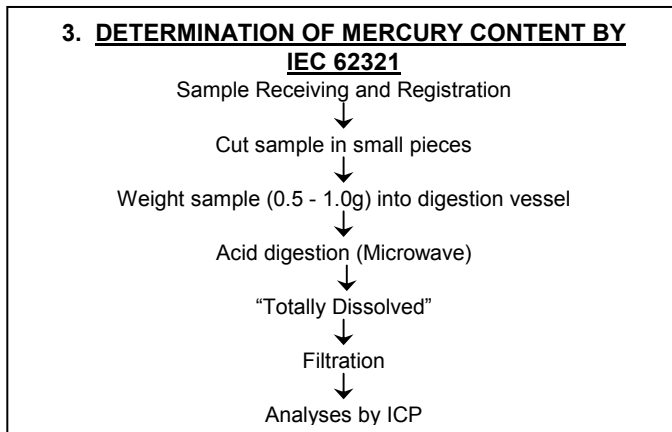 3. DETERMINATION OF MERCURY CONTENT BY
IEC 62321
Sample Receiving and Registration
Cut sample in small pieces
Weight sample (0.5 - 1.0g) into digestion vessel
Acid digestion (Microwave)
“Totally Dissolved”
Filtration
Analyses by ICP